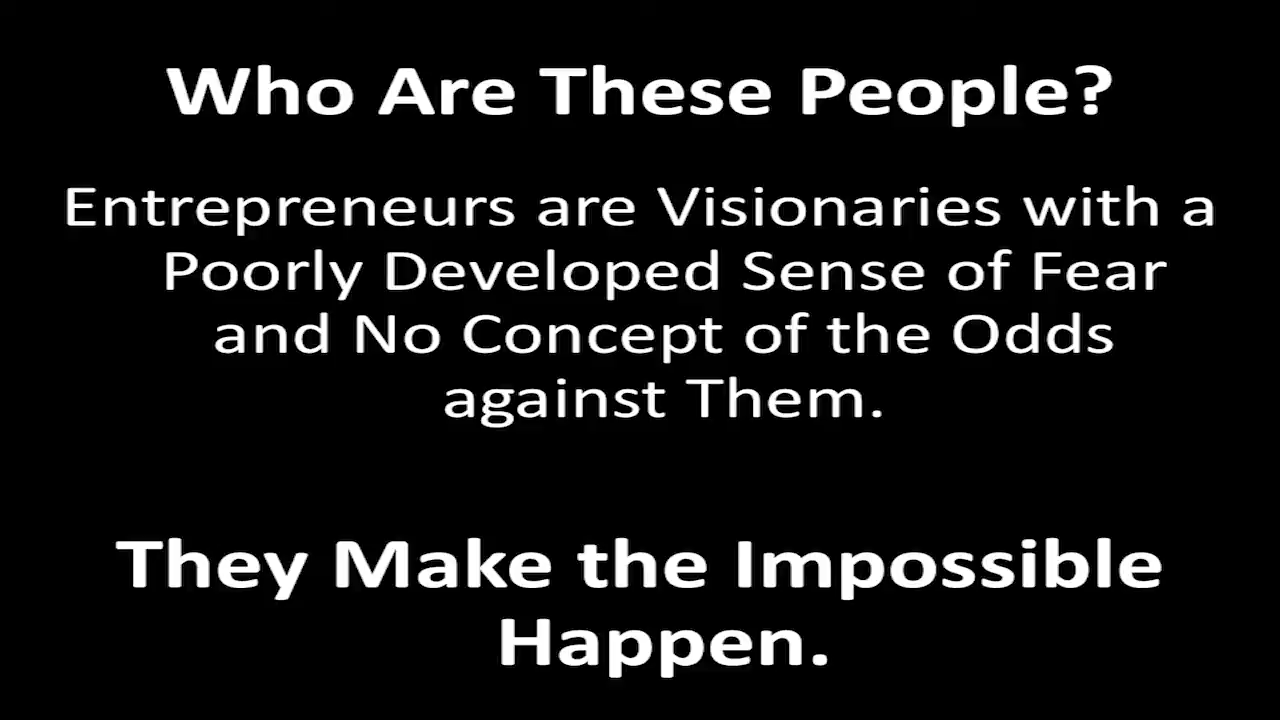 Who Are These People?
Entrepreneurs are Visionaries with a
Poorly Developed Sense of Fear
and No Concept of the Odds
against Them.
They Make the Impossible
Happen.